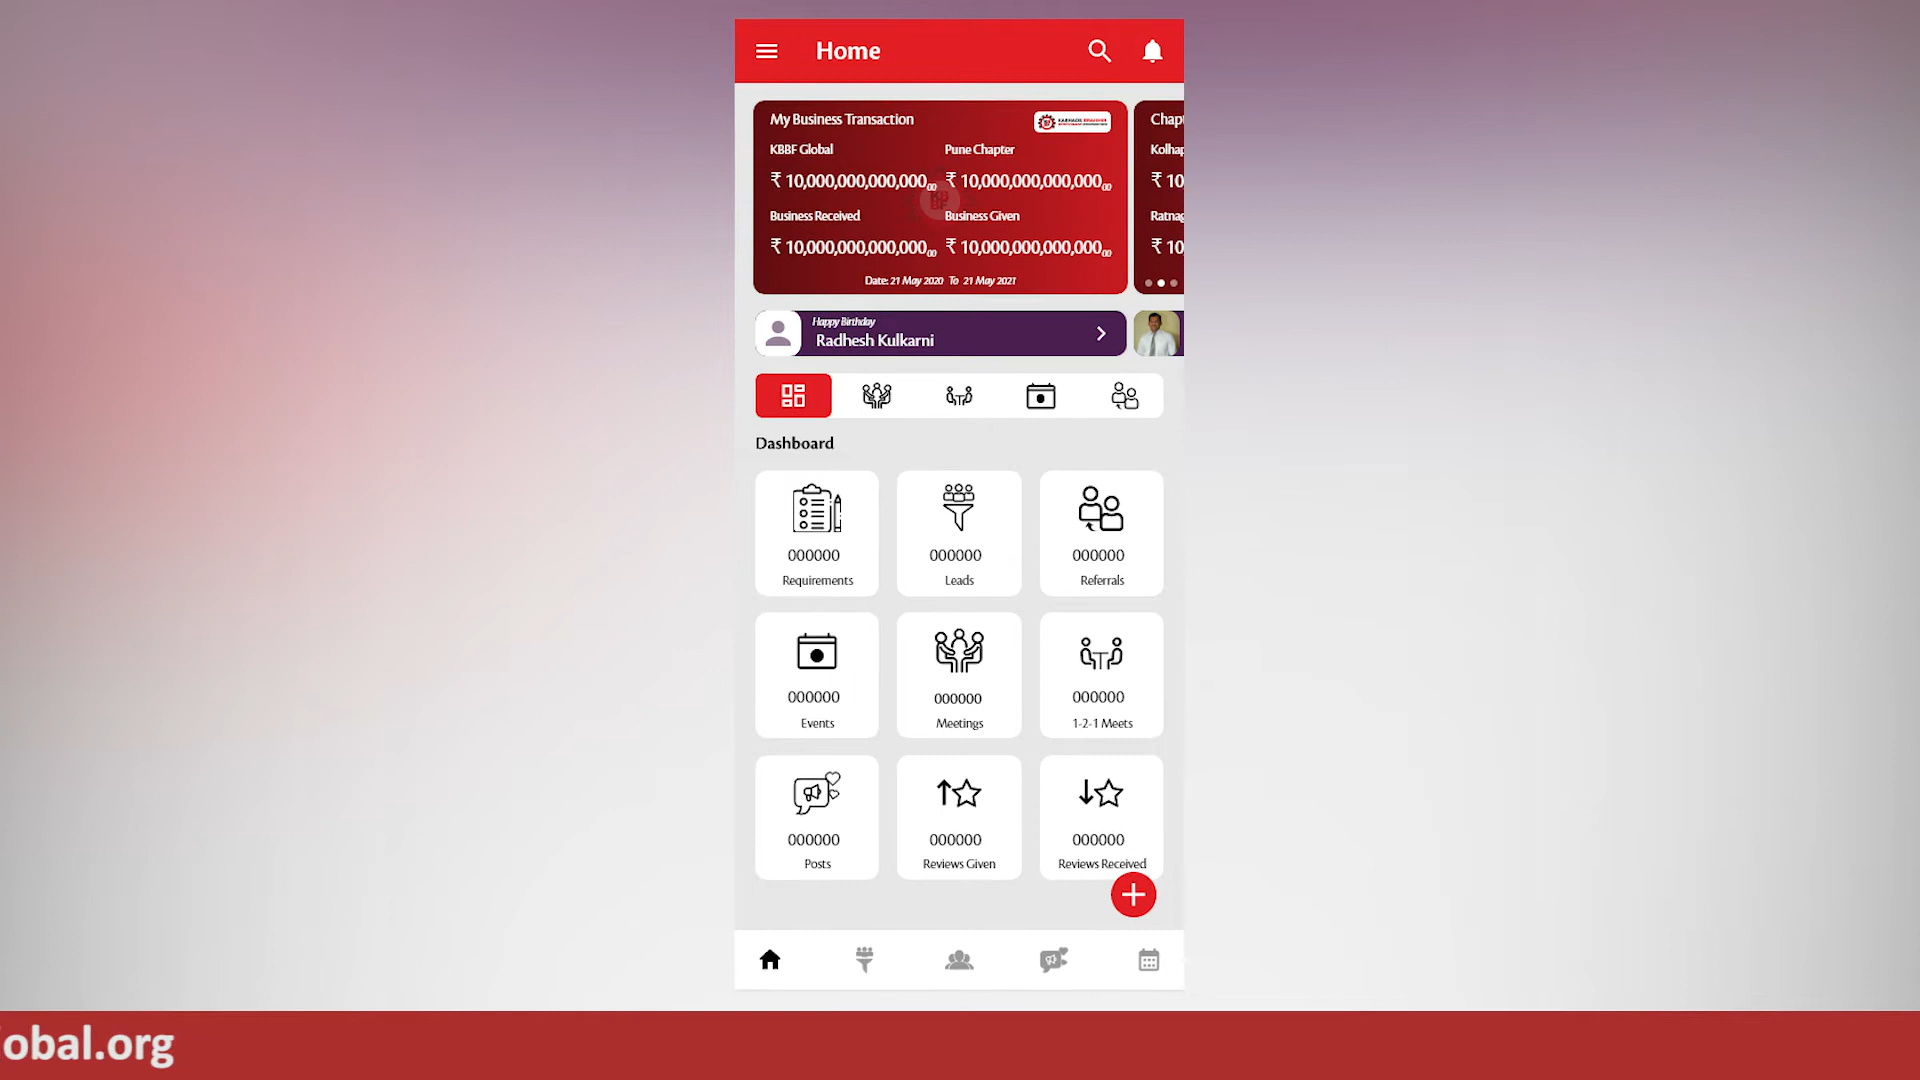 Home
My Business Transaction
KBBF Global
Pune Chapter
₹ 10,000,000,000,000.00
₹ 10,000,000,000,000.00
Business Received
Business Given
₹ 10,000,000,000,000.00
₹ 10,000,000,000,000.00
Date: 21 May 2020 To 21 May 2021
Chapt
Kolhap
₹ 10
Ratnag
₹ 10
Happy Birthday
Radhesh Kulkarni
Dashboard
000000
Requirements
000000
Leads
000000
Referrals
000000
Events
000000
Meetings
000000
1-2-1 Meets
000000
Posts
000000
Reviews Given
000000
Reviews Received
obal.org